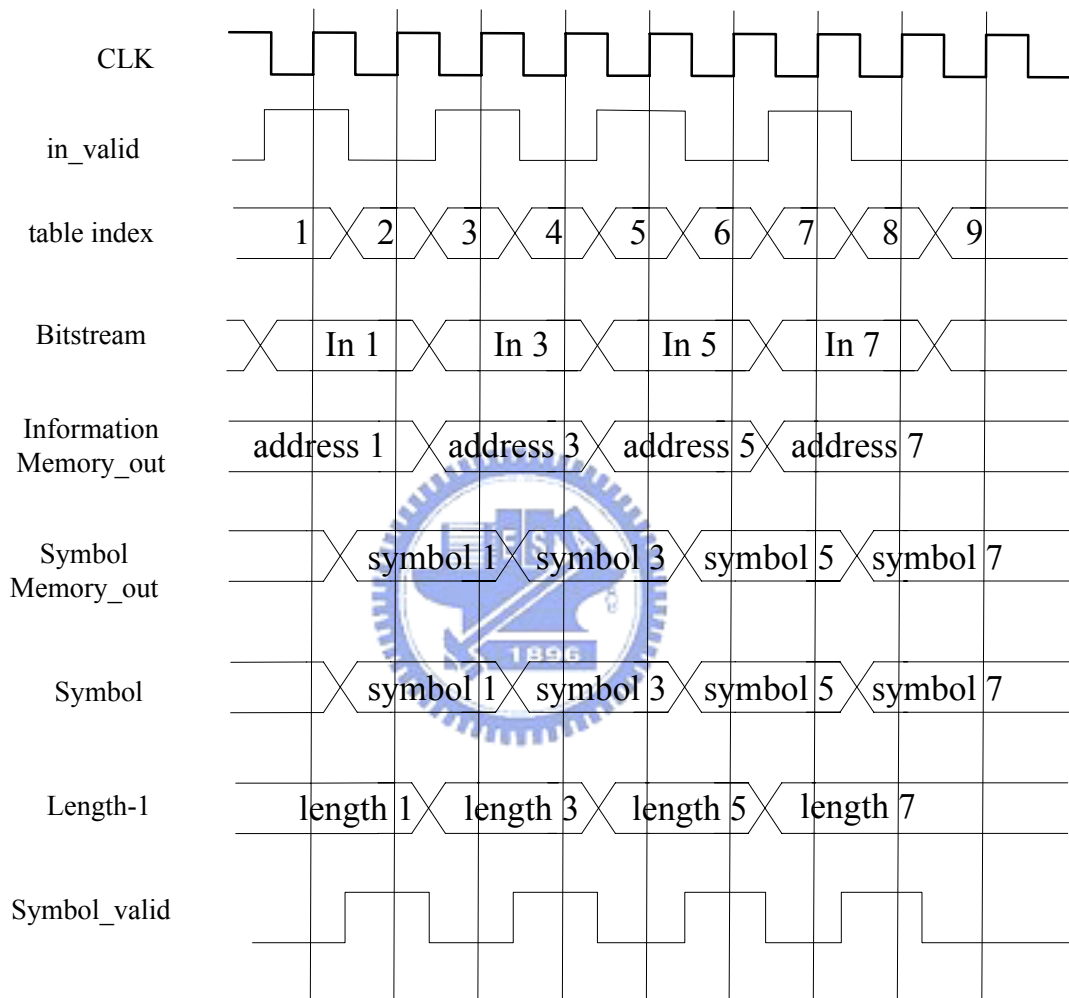 CLK
in_valid
table index 1 2 3 4 5 6 7 8 9
Bitstream In 1 In 3 In 5 In 7
Information
Memory_out
address 1 address 3 address 5 address 7
Symbol
Memory_out
symbol 1 symbol 3 symbol 5 symbol 7
Symbol symbol 1 symbol 3 symbol 5 symbol 7
Length-1 length 1 length 3 length 5 length 7
Symbol_valid
E S
1896